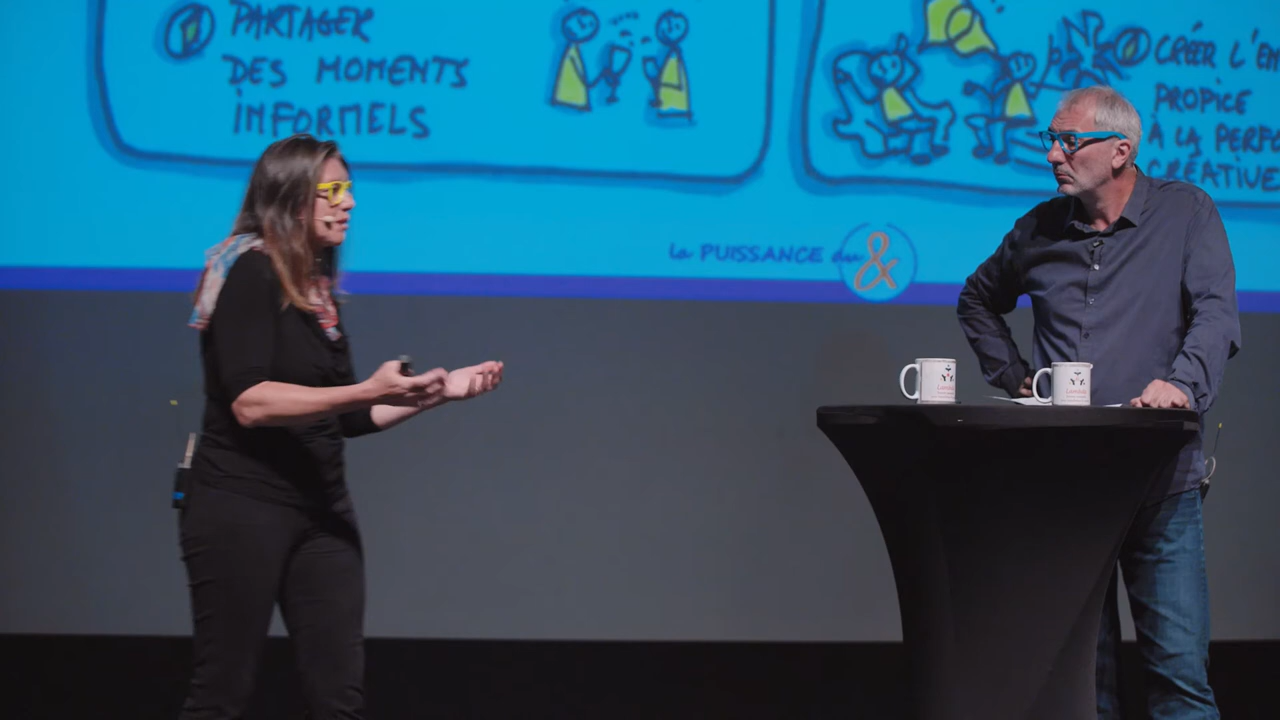 PARTAGER
DES MOMENTS
INFORMELS
CRÉER L'EN
PROPICE
À LA PERFO
CRÉATIVE
la PUISSANCE du &